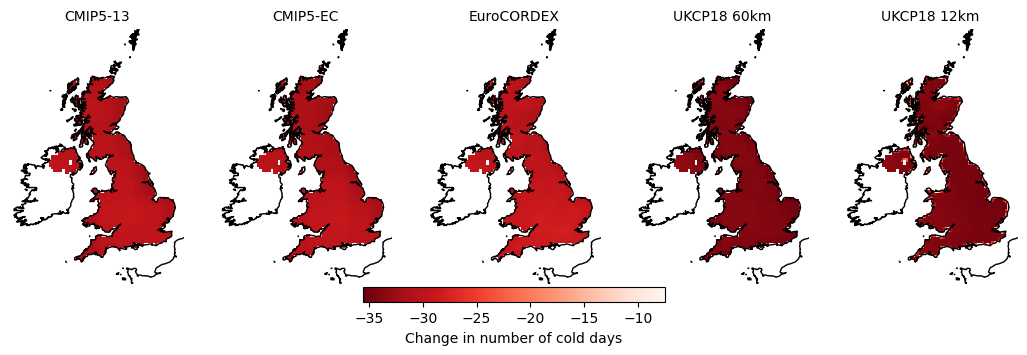 CMIP5-13 CMIP5-EC EuroCORDEX UKCP18 60km UKCP18 12km
−35 −30 −25 −20 −15 −10
Change in number of cold days